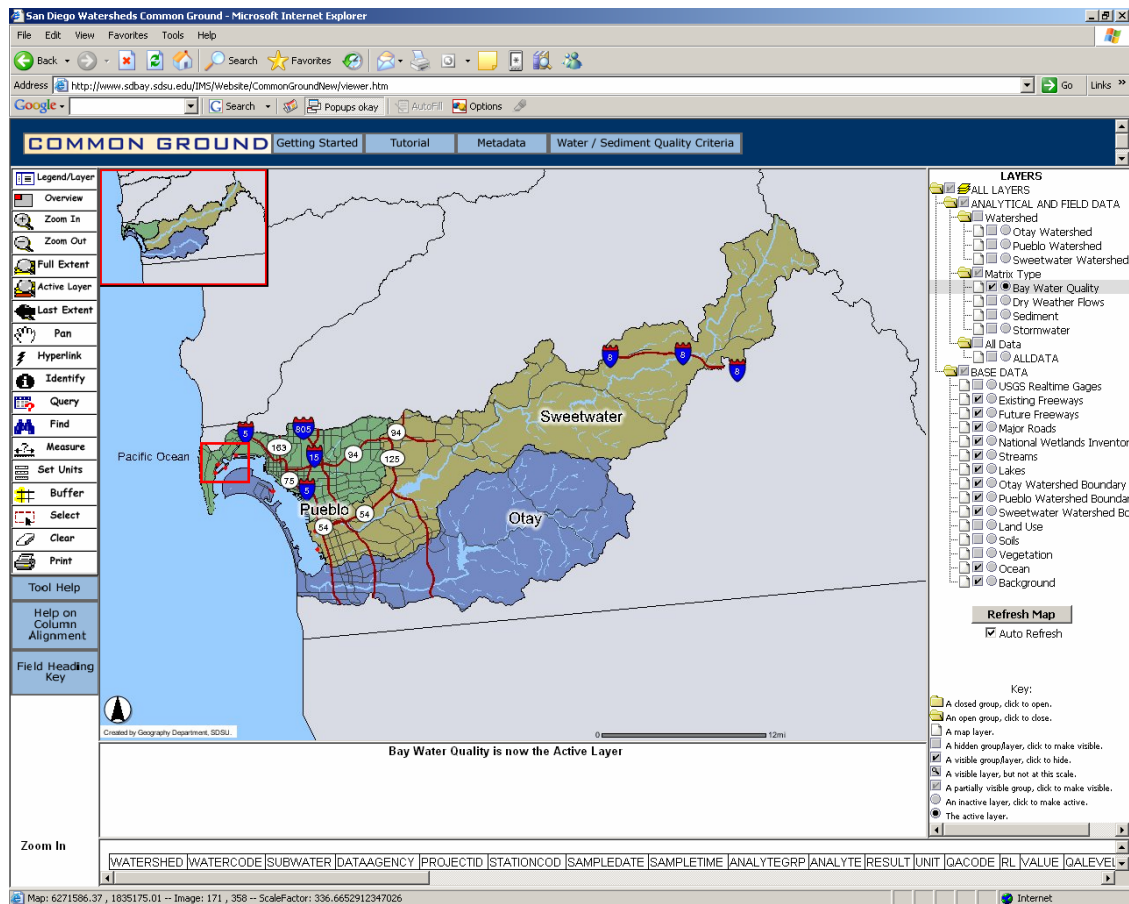 San Diego Watersheds Common Ground - Microsoft Internet Explorer
File Edit View Favorites Tools Help
Back Search Favorites
Address http://www.sdbay.sdsu.edu/IMS/Website/CommonGroundNew/viewer.htm Go Links »
Google Search Popups okay AutoFill Options
COMMON GROUND Getting Started Tutorial Metadata Water / Sediment Quality Criteria
Legend/Layer
Overview
Zoom In
Zoom Out
Full Extent
Active Layer
Last Extent
Pan
Hyperlink
Identify
Query
Find
Measure
Set Units
Buffer
Select
Clear
Print
Tool Help
Help on
Column
Alignment
Field Heading
Key
Zoom In
8
8
8
Sweetwater
5
805
163
94
15
94
125
Pacific Ocean
75
5
Pueblo
54
54
Otay
Created by Geography Department, SDSU.
0 12mi
LAYERS
ALL LAYERS
ANALYTICAL AND FIELD DATA
Watershed
Otay Watershed
Pueblo Watershed
Sweetwater Watershed
Matrix Type
Bay Water Quality
Dry Weather Flows
Sediment
Stormwater
All Data
ALLDATA
BASE DATA
USGS Realtime Gages
Existing Freeways
Future Freeways
Major Roads
National Wetlands Inventor
Streams
Lakes
Otay Watershed Boundary
Pueblo Watershed Boundar
Sweetwater Watershed Bo
Land Use
Soils
Vegetation
Ocean
Background
Refresh Map
Auto Refresh
Key:
A closed group, click to open.
An open group, click to close.
A map layer.
A hidden group/layer, click to make visible.
A visible group/layer, click to hide.
A visible layer, but not at this scale.
A partially visible group, click to make visible.
An inactive layer, click to make active.
The active layer.
Bay Water Quality is now the Active Layer
WATERSHED WATERCODE SUBWATER DATAAGENCY PROJECTID STATIONCOD SAMPLEDATE SAMPLETIME ANALYTEGRP ANALYTE RESULT UNIT QACODE RL VALUE QALEVEL
Map: 6271586.37 , 1835175.01 -- Image: 171 , 358 -- ScaleFactor: 336.6652912347026 Internet